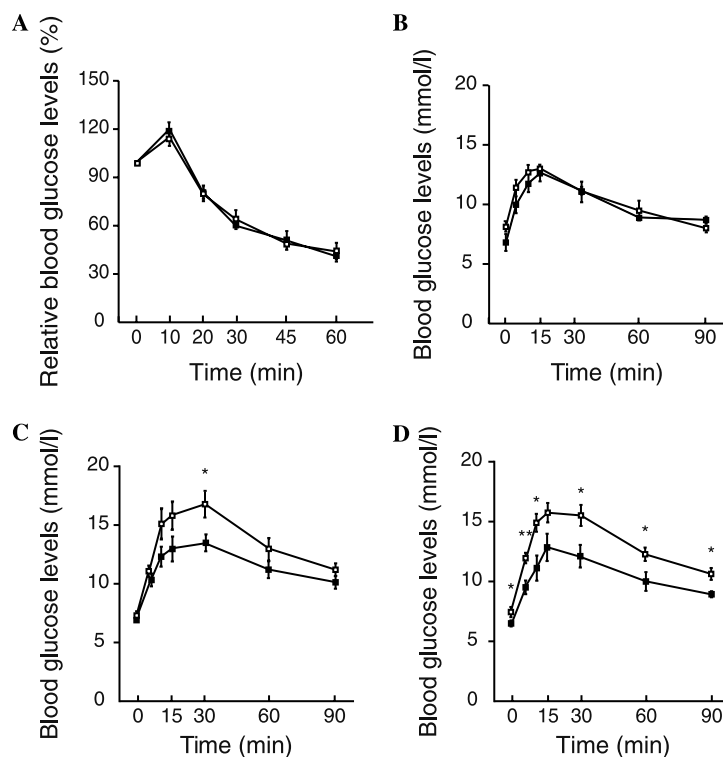 A
Relative blood glucose levels (%)
150
120
90
60
30
0
0 10 20 30 45 60
Time (min)
B
Blood glucose levels (mmol/l)
20
15
10
5
0
0 15 30 60 90
Time (min)
C
Blood glucose levels (mmol/l)
20
15
10
5
0
*
0 15 30 60 90
Time (min)
D
Blood glucose levels (mmol/l)
20
15
10
5
0
* ** * * * *
0 15 30 60 90
Time (min)